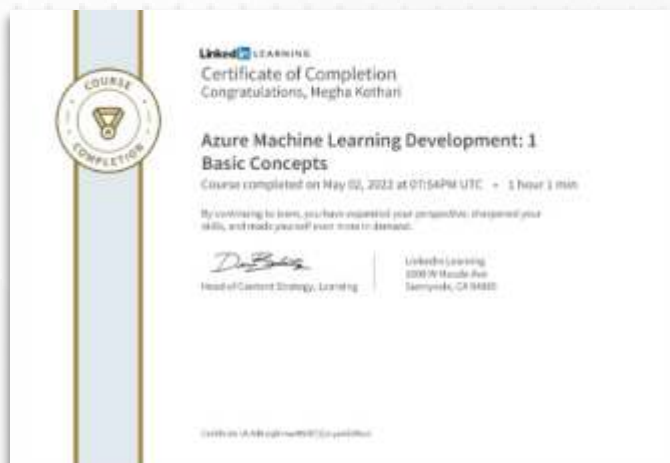 COURSE
COMPLETION
LinkedIn LEARNING
Certificate of Completion
Congratulations, Megha Kothari
Azure Machine Learning Development: 1
Basic Concepts
Course completed on May 02, 2022 at 07:54PM UTC • 1 hour 1 min
By continuing to learn, you have expanded your perspective, sharpened your
skills, and made yourself even more in demand.
Head of Content Strategy, Learning
LinkedIn Learning
1000 W Maude Ave
Sunnyvale, CA 94085
Certificate Id: